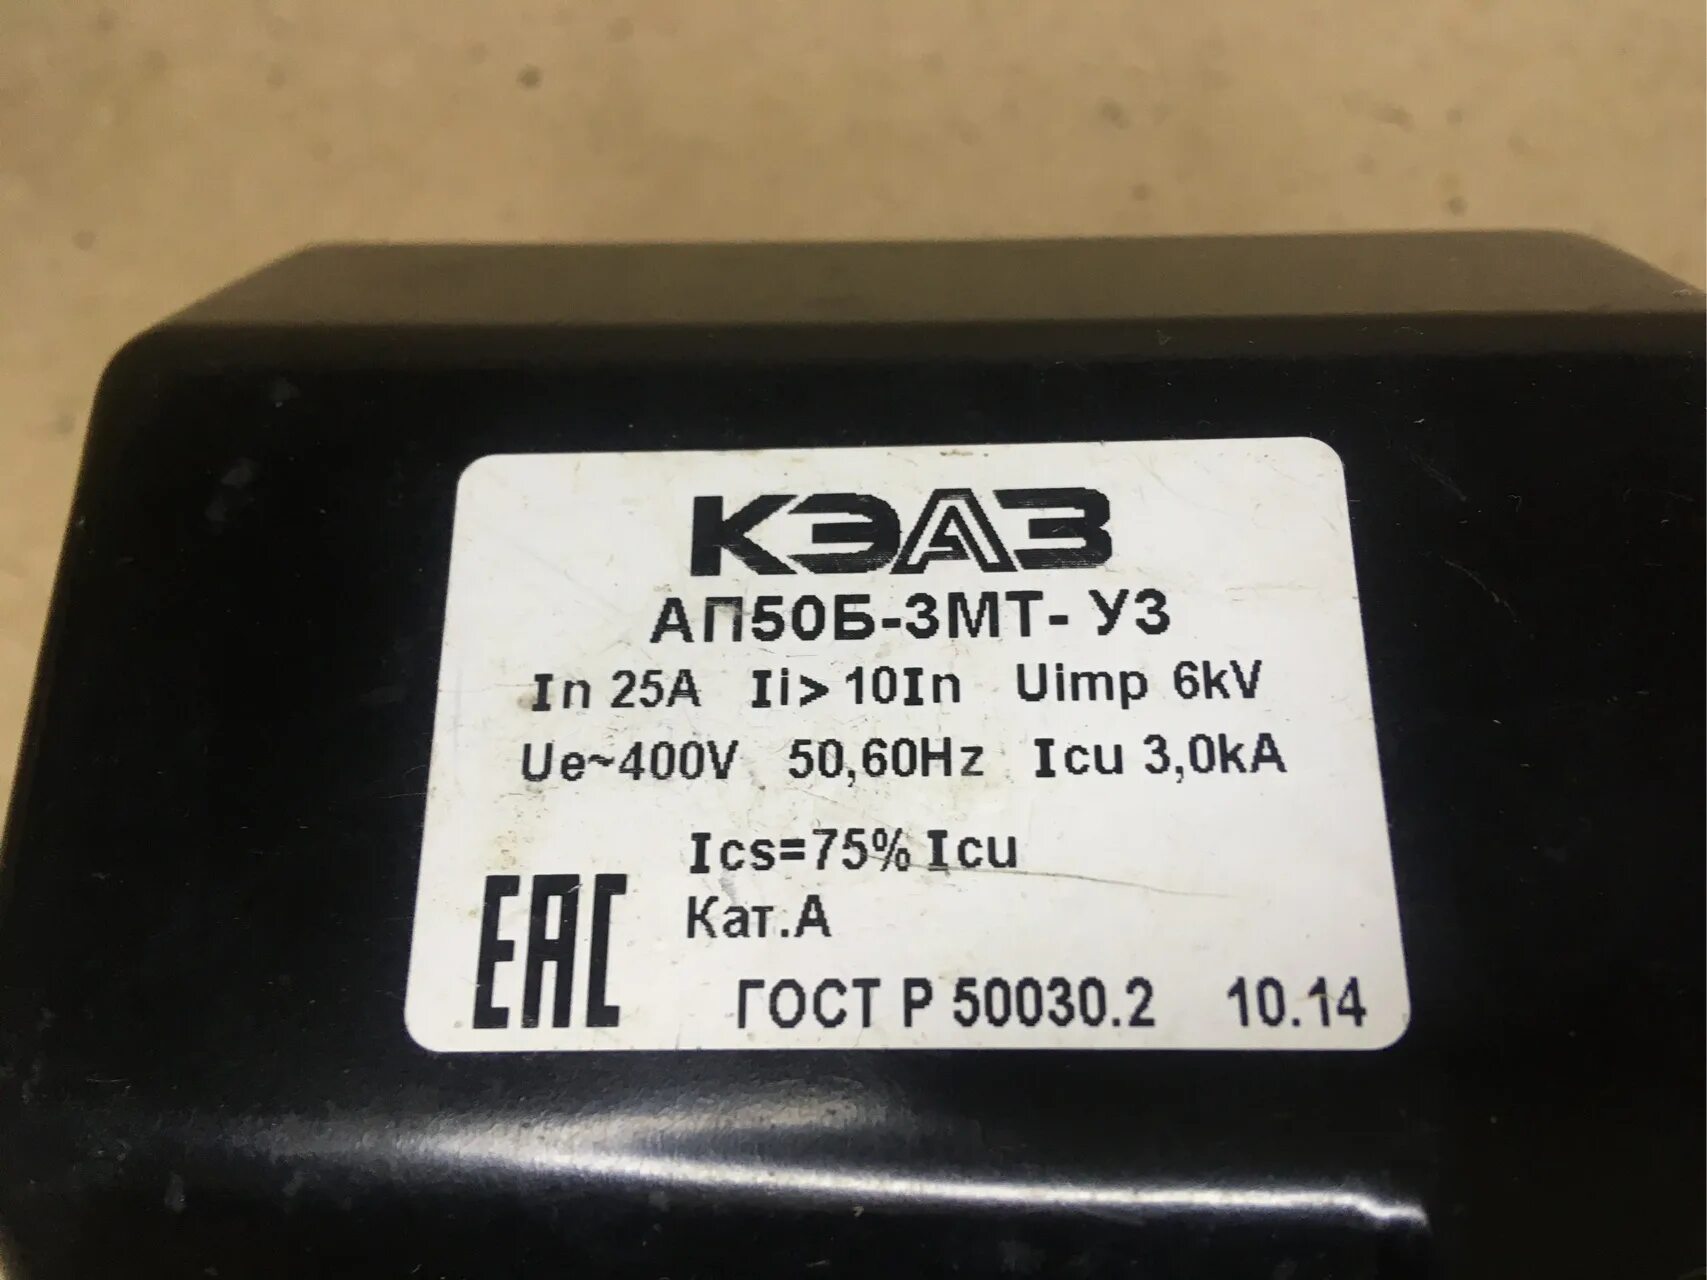 КЭАЗ
АП50Б-3МТ- У3
In 25A Ii> 10In Uimp 6kV
Ue~400V 50,60Hz Icu 3,0kA
Ics=75% Icu
Кат.А
EAC
ГОСТ Р 50030.2 10.14